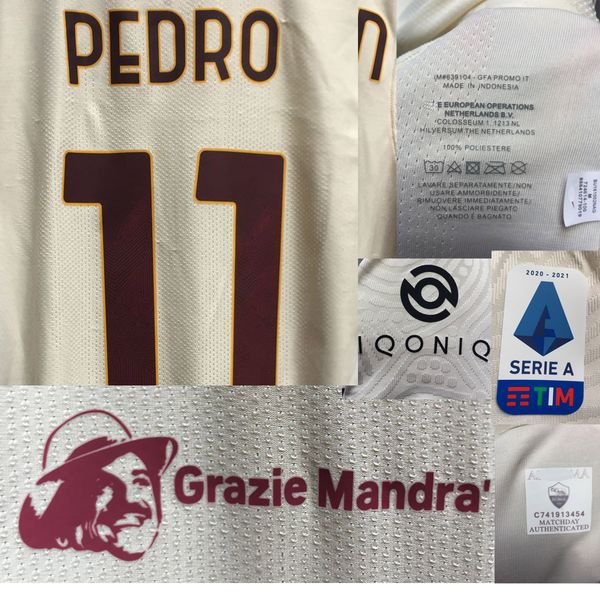 PEDRO
11
(M#639104 - GFA PROMO IT
MADE IN INDONESIA
EUROPEAN OPERATIONS
NETHERLANDS B.V.
COLOSSEUM 1, 1213 NL
HILVERSUM THE NETHERLANDS
100% POLIESTERE
30
LAVARE SEPARATAMENTE/NON
USARE AMMORBIDENTE/
RIMUOVERE IMMEDIATAMENTE/
NON LASCIARE PIEGATO
QUANDO È BAGNATO
M
IQONIQ
2020 - 2021
SERIE A
TIM
Grazie Mandra'
C741913454
MATCHDAY
AUTHENTICATED